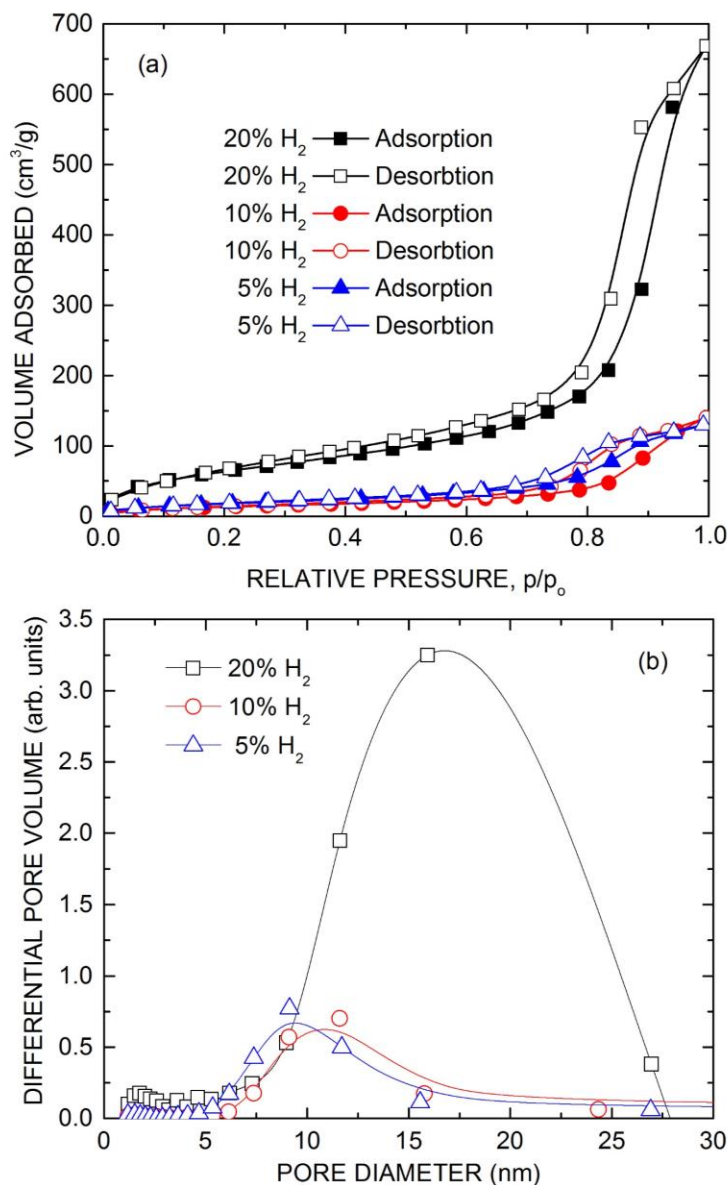 (a)
700
600
500
400
300
200
100
0
VOLUME ADSORBED (cm³/g)
20% H₂ Adsorption
20% H₂ Desorbtion
10% H₂ Adsorption
10% H₂ Desorbtion
5% H₂ Adsorption
5% H₂ Desorbtion
0.0 0.2 0.4 0.6 0.8 1.0
RELATIVE PRESSURE, p/pₒ
(b)
3.5
3.0
2.5
2.0
1.5
1.0
0.5
0.0
DIFFERENTIAL PORE VOLUME (arb. units)
20% H₂
10% H₂
5% H₂
0 5 10 15 20 25 30
PORE DIAMETER (nm)